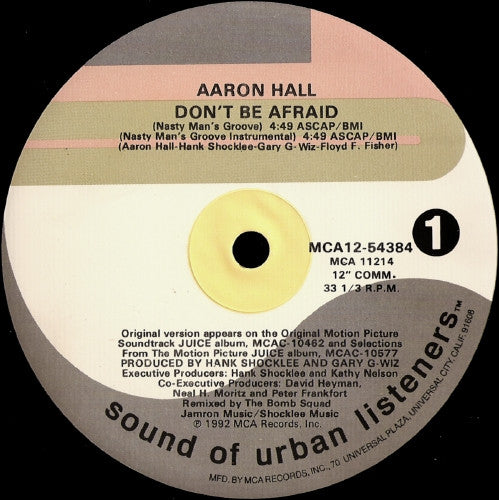 AARON HALL
DON'T BE AFRAID
(Nasty Man's Groove) 4:49 ASCAP/BMI
(Nasty Man's Groove Instrumental) 4:49 ASCAP/BMI
(Aaron Hall-Hank Shocklee-Gary G-Wiz-Floyd F. Fisher)
MCA12-54384
1
MCA 11214
12" COMM.
33 1/3 R.P.M.
Original version appears on the Original Motion Picture
Soundtrack JUICE album, MCAC-10462 and Selections
From The Motion Picture JUICE album, MCAC-10577
PRODUCED BY HANK SHOCKLEE AND GARY G-WIZ
Executive Producers: Hank Shocklee and Kathy Nelson
Co-Executive Producers: David Heyman,
Neal H. Moritz and Peter Frankfort
Remixed by The Bomb Squad
Jamron Music/Shocklee Music
℗ 1992 MCA Records, Inc.
sound of urban listeners™
MFD. BY MCA RECORDS, INC., 70 UNIVERSAL PLAZA, UNIVERSAL CITY, CALIF. 91608